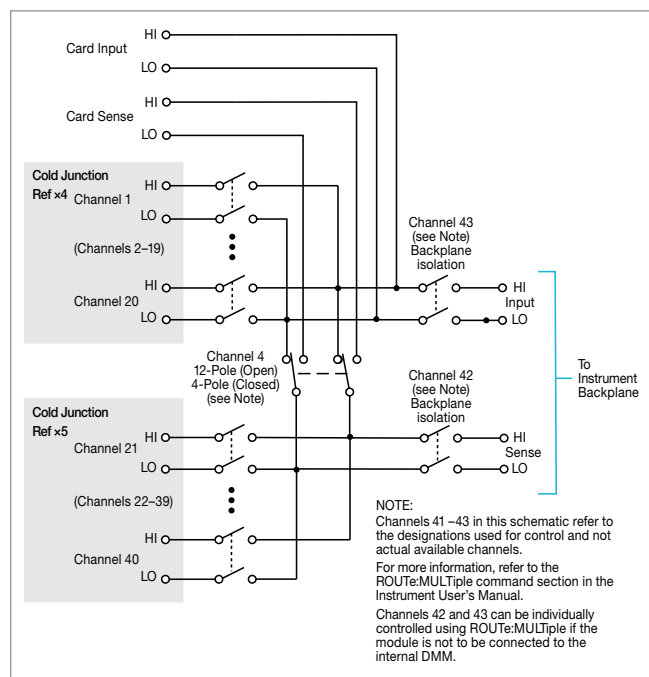 HI
Card Input
LO
HI
Card Sense
LO
Cold Junction
Ref ×4
HI
Channel 1
LO
(Channels 2–19)
HI
Channel 20
LO
Channel 43
(see Note)
Backplane
isolation
HI
Input
LO
Channel 4
12-Pole (Open)
4-Pole (Closed)
(see Note)
To
Instrument
Backplane
Cold Junction
Ref ×5
HI
Channel 21
LO
(Channels 22–39)
HI
Channel 40
LO
Channel 42
(see Note)
Backplane
isolation
HI
Sense
LO
NOTE:
Channels 41 –43 in this schematic refer to
the designations used for control and not
actual available channels.
For more information, refer to the
ROUTe:MULTiple command section in the
Instrument User's Manual.
Channels 42 and 43 can be individually
controlled using ROUTe:MULTiple if the
module is not to be connected to the
internal DMM.